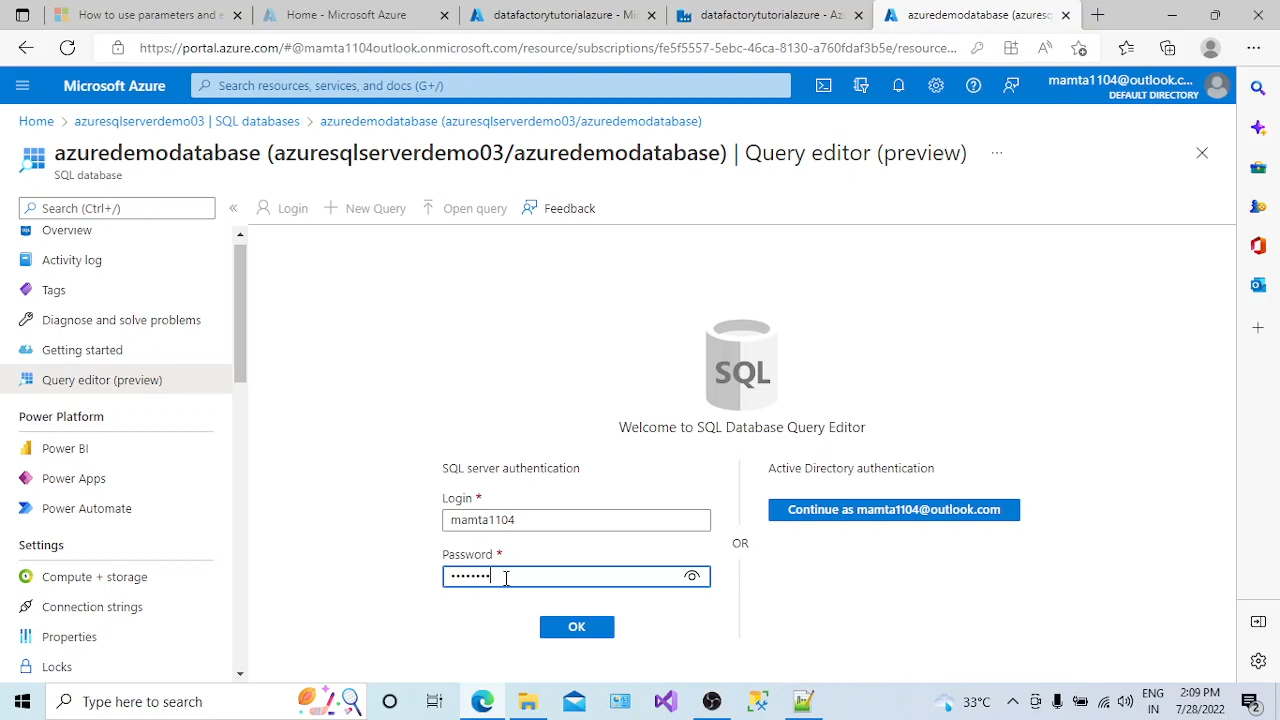 How to use parameters and e
Home - Microsoft Azure
datafactorytutorialazure - Mi
datafactorytutorialazure - Az
azuredemodatabase (azuresq
https://portal.azure.com/#@mamta1104outlook.onmicrosoft.com/resource/subscriptions/fe5f5557-5ebc-46ca-8130-a760fdaf3b5e/resource...
Microsoft Azure
Search resources, services, and docs (G+/)
mamta1104@outlook.c...
DEFAULT DIRECTORY
Home > azuresqlserverdemo03 | SQL databases > azuredemodatabase (azuresqlserverdemo03/azuredemodatabase)
azuredemodatabase (azuresqlserverdemo03/azuredemodatabase) | Query editor (preview) ...
SQL database
Search (Ctrl+/)
Login
New Query
Open query
Feedback
Overview
Activity log
Tags
Diagnose and solve problems
Getting started
Query editor (preview)
Power Platform
Power BI
Power Apps
Power Automate
Settings
Compute + storage
Connection strings
Properties
Locks
SQL
Welcome to SQL Database Query Editor
SQL server authentication
Login *
mamta1104
Password *
••••••••
OK
OR
Active Directory authentication
Continue as mamta1104@outlook.com
Type here to search
33°C
ENG
IN
2:09 PM
7/28/2022
2